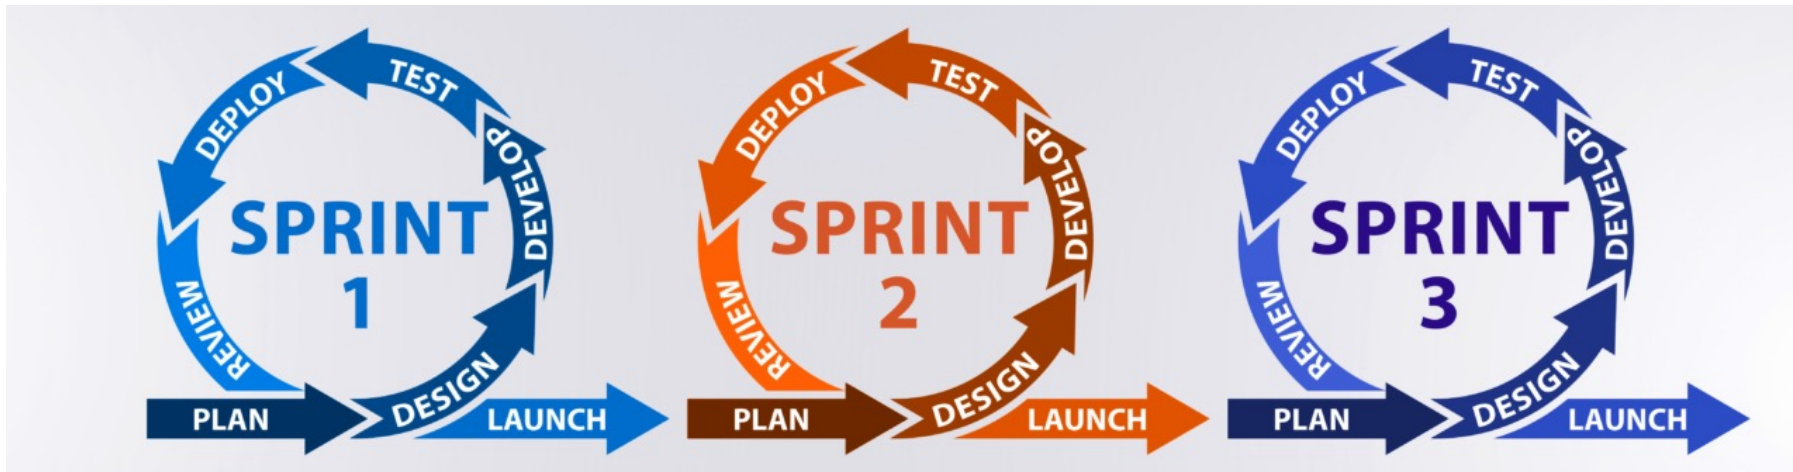 SPRINT
1
PLAN
DESIGN
DEVELOP
TEST
DEPLOY
REVIEW
LAUNCH
SPRINT
2
PLAN
DESIGN
DEVELOP
TEST
DEPLOY
REVIEW
LAUNCH
SPRINT
3
PLAN
DESIGN
DEVELOP
TEST
DEPLOY
REVIEW
LAUNCH